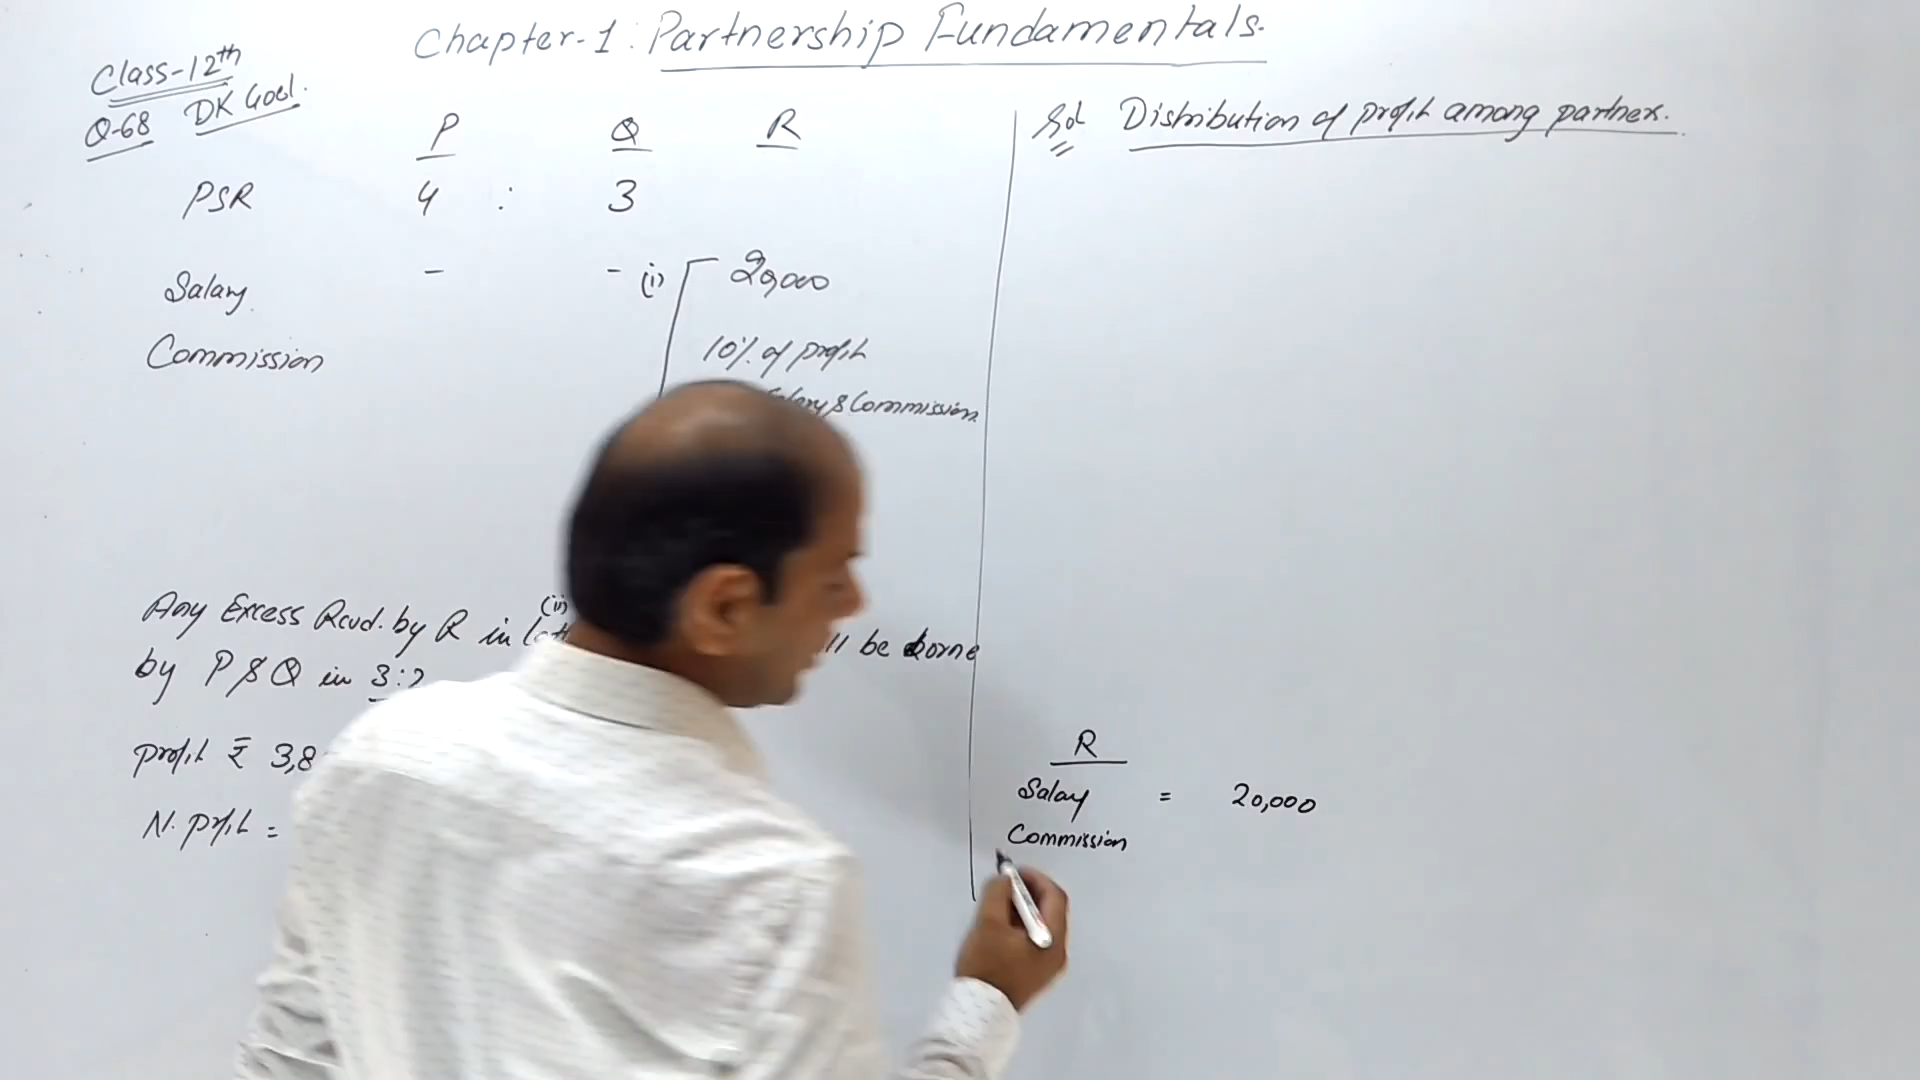 Chapter-1: Partnership Fundamentals.
Class-12th
Q-68 DK Goel.
P Q R
PSR 4 : 3
Salary - - (i) 20,000
Commission 10% of profit
Salary & Commission
Any Excess Rcvd. by R in (ii) be borne
by P & Q in 3:2
profit ₹ 3,8
N. profit =
Sol Distribution of profit among partner.
R
Salary = 20,000
Commission